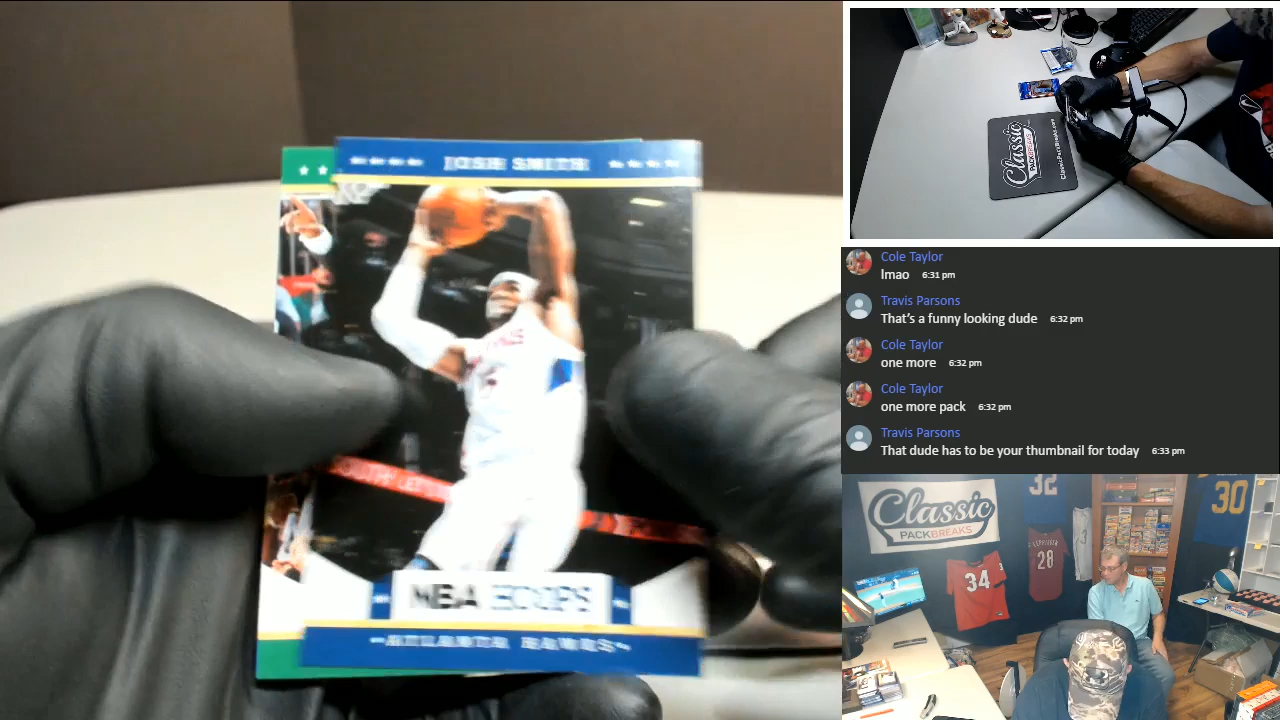 JOSH SMITH
NBA HOOPS
ATLANTA HAWKS
Classic
PACKBREAKS
Cole Taylor
lmao 6:31 pm
Travis Parsons
That's a funny looking dude 6:32 pm
Cole Taylor
one more 6:32 pm
Cole Taylor
one more pack 6:32 pm
Travis Parsons
That dude has to be your thumbnail for today 6:33 pm
Classic
PACKBREAKS
32
30
28
34